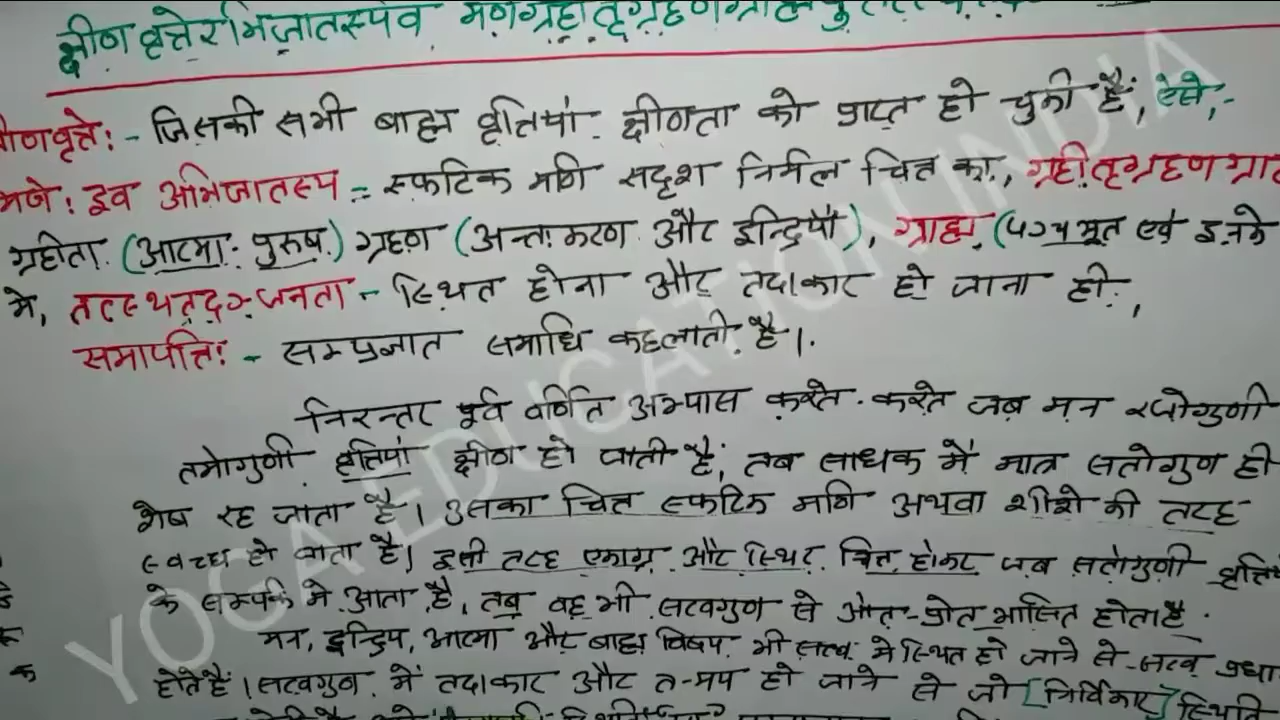 क्षीणवृत्तेरभिजातस्येव मणेर्ग्रहीतृग्रहणग्राह्येषु
क्षीणवृत्ते: - जिसकी सभी बाह्य वृत्तियां क्षीणता को प्राप्त हो चुकी हैं, ऐसे,-
मणे: इव अभिजातस्य = स्फटिक मणि सदृश निर्मल चित्त का, ग्रहीतृग्रहणग्राह्य
ग्रहीता (आत्मा. पुरुष) ग्रहण (अन्तःकरण और इन्द्रियाँ), ग्राह्य (पञ्चभूत एवं इनके
मे, तत्स्थतद्ञ्जनता - स्थित होना और तदाकार हो जाना ही,
समापत्ति: - सम्प्रज्ञात समाधि कहलाती है।
निरन्तर पूर्व वर्णित अभ्यास करते-करते जब मन रजोगुणी
तमोगुणी वृत्तियां क्षीण हो जाती है, तब साधक में मात्र सतोगुण ही
शेष रह जाता है। उसका चित्त स्फटिक मणि अथवा शीशे की तरह
स्वच्छ हो जाता है। इसी तरह एकाग्र और स्थिर चित्त होकर जब सतोगुणी वृत्ति
के सम्पर्क मे आता है, तब वह भी सत्वगुण से ओत-प्रोत भासित होता है.
मन, इन्द्रिय, आत्मा और बाह्य विषय भी सत्व मे स्थित हो जाने से सत्व प्रधा
होते हैं। सत्वगुण में तदाकार और तन्मय हो जाने से जो [निर्विकार] स्थिति
YOGA EDUCATION INDIA